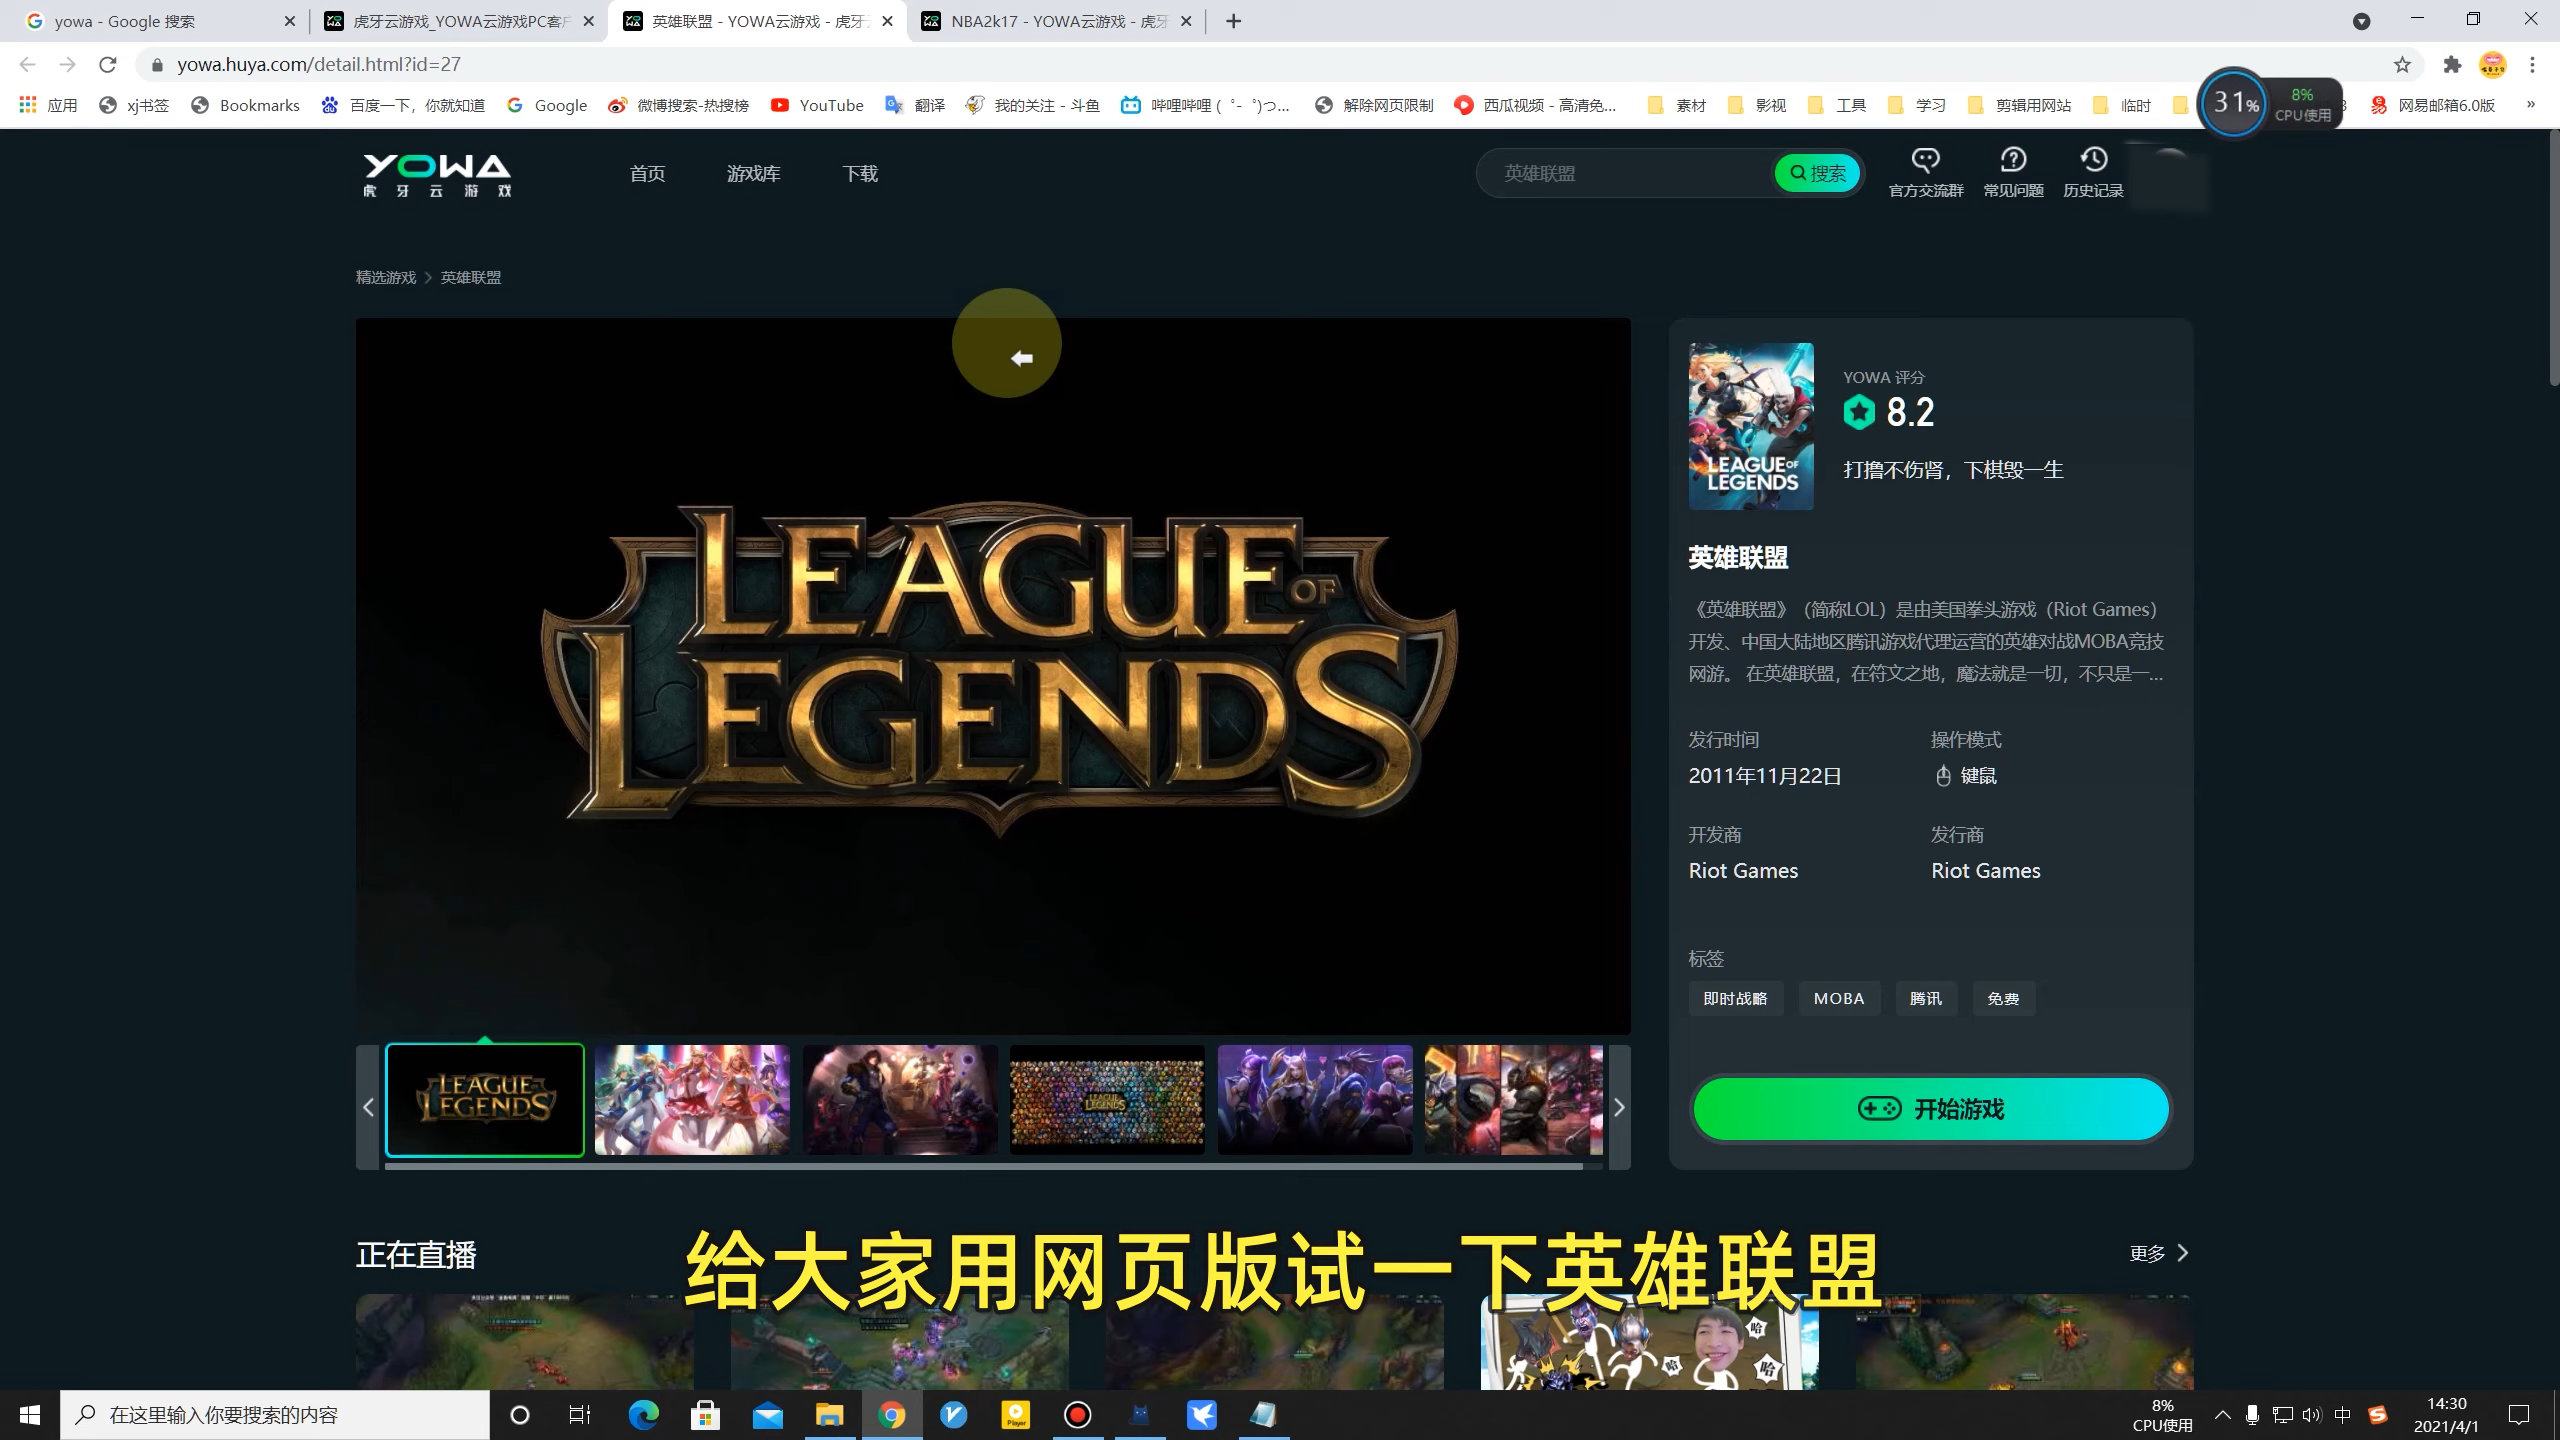 yowa - Google 搜索
虎牙云游戏_YOWA云游戏PC客户
英雄联盟 - YOWA云游戏 - 虎牙
NBA2k17 - YOWA云游戏 - 虎牙
yowa.huya.com/detail.html?id=27
应用
xj书签
Bookmarks
百度一下，你就知道
Google
微博搜索-热搜榜
YouTube
翻译
我的关注 - 斗鱼
哔哩哔哩 ( ゜- ゜)つ...
解除网页限制
西瓜视频 - 高清免...
素材
影视
工具
学习
剪辑用网站
临时
31%
8%
CPU使用
网易邮箱6.0版
»
YOWA
虎牙云游戏
首页
游戏库
下载
英雄联盟
搜索
官方交流群
常见问题
历史记录
精选游戏 > 英雄联盟
LEAGUE OF
LEGENDS
LEAGUE OF
LEGENDS
YOWA 评分
8.2
打撸不伤肾，下棋毁一生
英雄联盟
《英雄联盟》（简称LOL）是由美国拳头游戏（Riot Games）
开发、中国大陆地区腾讯游戏代理运营的英雄对战MOBA竞技
网游。 在英雄联盟，在符文之地，魔法就是一切，不只是一...
发行时间
操作模式
2011年11月22日
键鼠
开发商
发行商
Riot Games
Riot Games
标签
即时战略
MOBA
腾讯
免费
LEAGUE OF
LEGENDS
LEAGUE
LEGENDS
开始游戏
正在直播
更多
给大家用网页版试一下英雄联盟
哈
哈
哈
在这里输入你要搜索的内容
Player
8%
CPU使用
中
14:30
2021/4/1